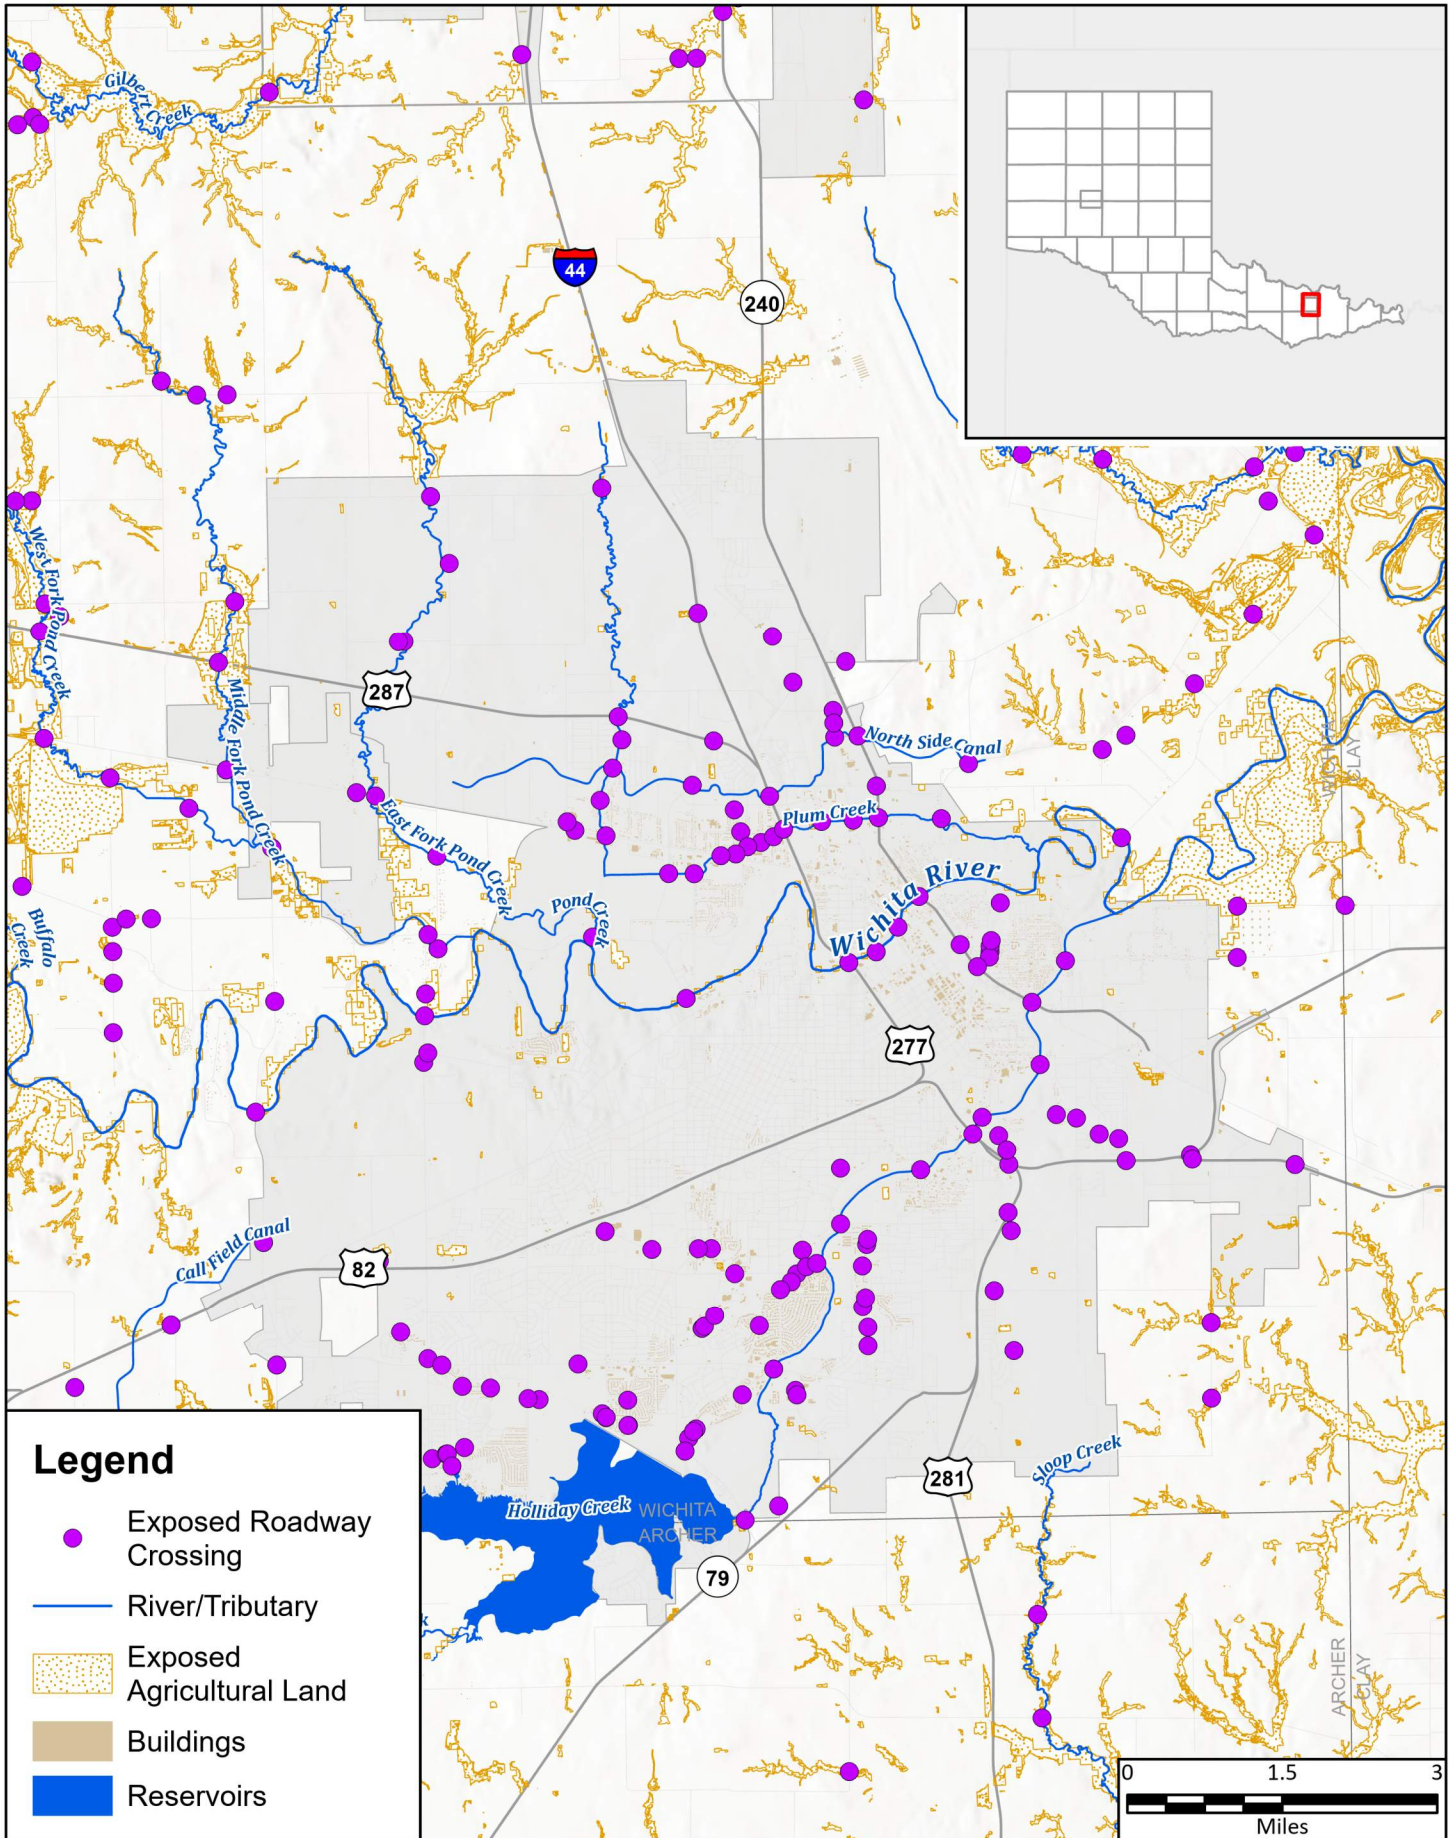 Gilbert
Creek
44
240
West Fork Pond Creek
287
Middle Fork Pond Creek
North Side Canal
WICHITA
CLAY
Plum Creek
East Fork Pond Creek
Pond Creek
Wichita River
Buffalo
Creek
277
Call Field Canal
82
281
Sloop Creek
Holliday Creek
WICHITA
ARCHER
79
ARCHER
CLAY
Legend
Exposed Roadway
Crossing
River/Tributary
Exposed
Agricultural Land
Buildings
Reservoirs
0 1.5 3
Miles